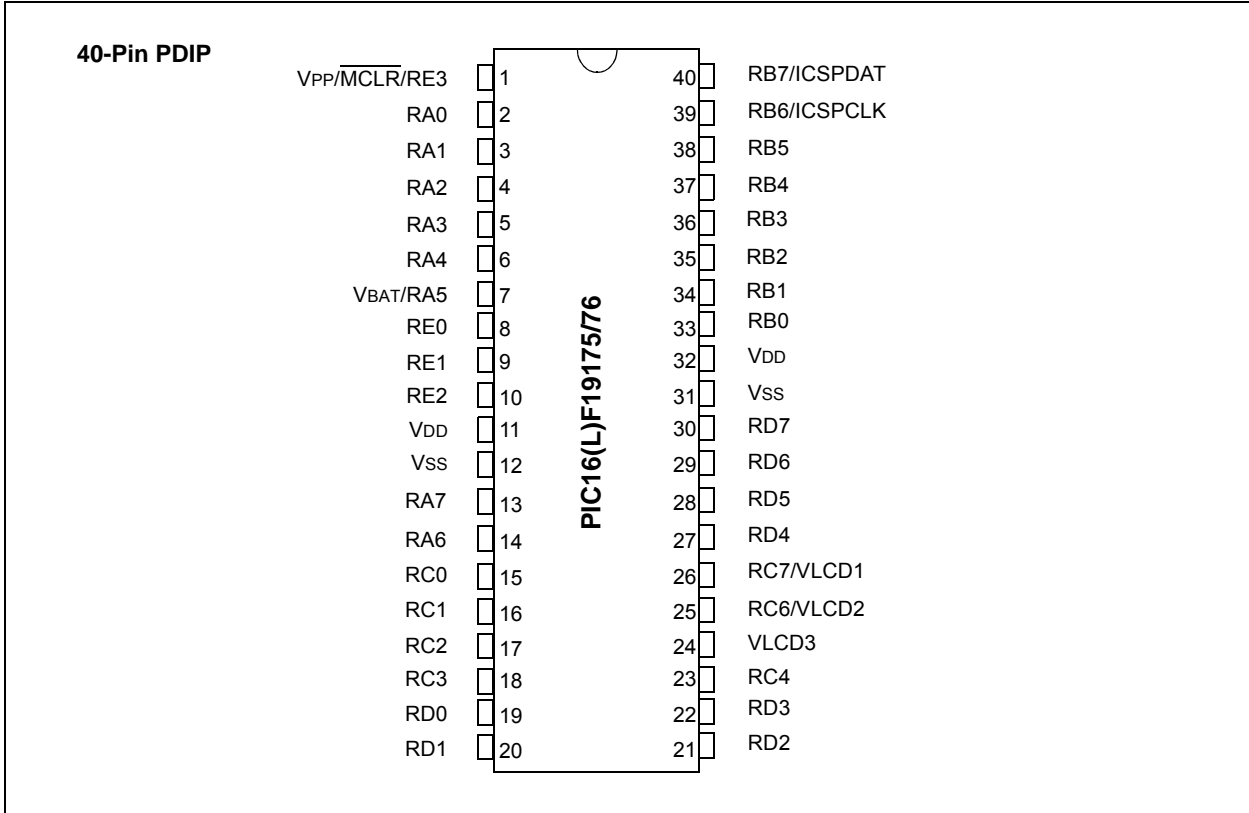 40-Pin PDIP
VPP/MCLR/RE3 1 40 RB7/ICSPDAT
RA0 2 39 RB6/ICSPCLK
RA1 3 38 RB5
RA2 4 37 RB4
RA3 5 36 RB3
RA4 6 35 RB2
VBAT/RA5 7 34 RB1
RE0 8 33 RB0
RE1 9 32 VDD
RE2 10 31 VSS
VDD 11 30 RD7
VSS 12 29 RD6
RA7 13 28 RD5
RA6 14 27 RD4
RC0 15 26 RC7/VLCD1
RC1 16 25 RC6/VLCD2
RC2 17 24 VLCD3
RC3 18 23 RC4
RD0 19 22 RD3
RD1 20 21 RD2
PIC16(L)F19175/76